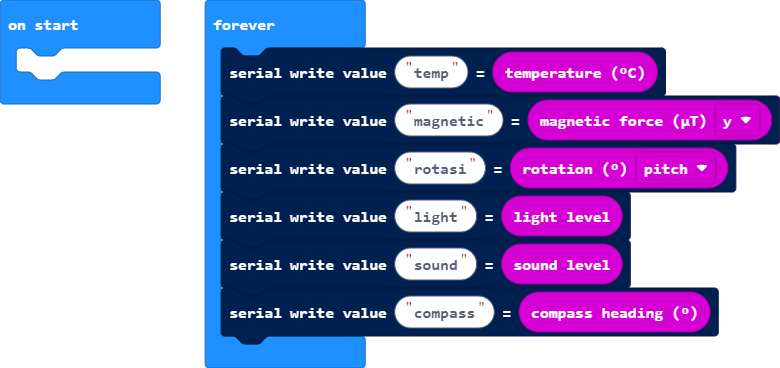 on start
forever
serial write value "temp" = temperature (ºC)
serial write value "magnetic" = magnetic force (µT) y
serial write value "rotasi" = rotation (º) pitch
serial write value "light" = light level
serial write value "sound" = sound level
serial write value "compass" = compass heading (º)